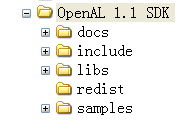 OpenAL 1.1 SDK
docs
include
libs
redist
samples